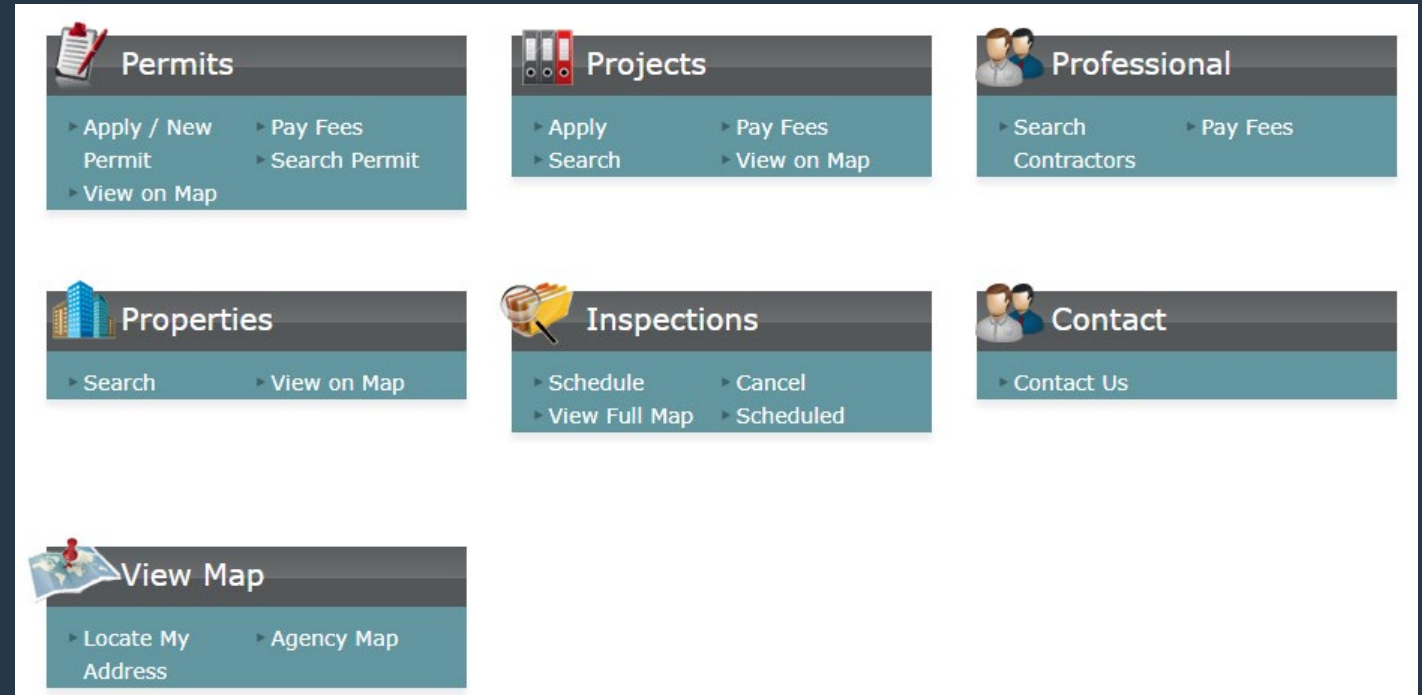 Permits
Apply / New
Permit
View on Map
Pay Fees
Search Permit
Projects
Apply
Search
Pay Fees
View on Map
Professional
Search
Contractors
Pay Fees
Properties
Search
View on Map
Inspections
Schedule
View Full Map
Cancel
Scheduled
Contact
Contact Us
View Map
Locate My
Address
Agency Map